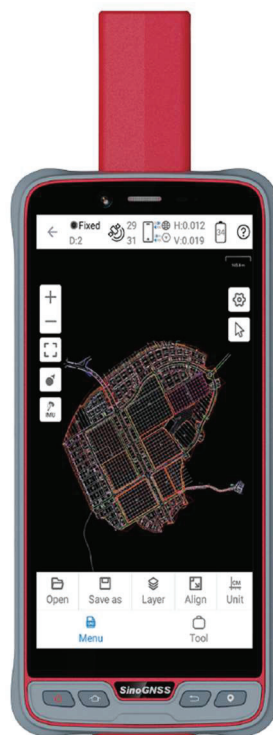 Fixed 29 H:0.012 34
D:2 31 V:0.019
IMU
Open Save as Layer Align Unit
CM
Menu Tool
SinoGNSS